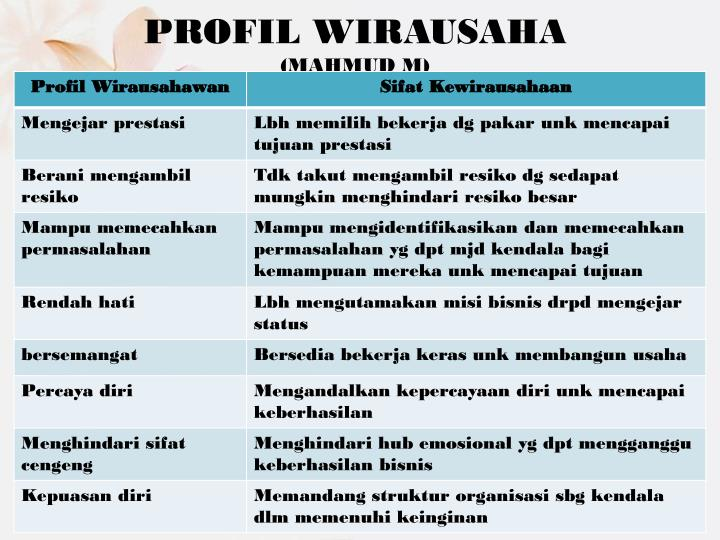 PROFIL WIRAUSAHA
(MAHMUD M)
Profil Wirausahawan
Sifat Kewirausahaan
Mengejar prestasi
Lbh memilih bekerja dg pakar unk mencapai
tujuan prestasi
Berani mengambil
resiko
Tdk takut mengambil resiko dg sedapat
mungkin menghindari resiko besar
Mampu memecahkan
permasalahan
Mampu mengidentifikasikan dan memecahkan
permasalahan yg dpt mjd kendala bagi
kemampuan mereka unk mencapai tujuan
Rendah hati
Lbh mengutamakan misi bisnis drpd mengejar
status
bersemangat
Bersedia bekerja keras unk membangun usaha
Percaya diri
Mengandalkan kepercayaan diri unk mencapai
keberhasilan
Menghindari sifat
cengeng
Menghindari hub emosional yg dpt mengganggu
keberhasilan bisnis
Kepuasan diri
Memandang struktur organisasi sbg kendala
dlm memenuhi keinginan